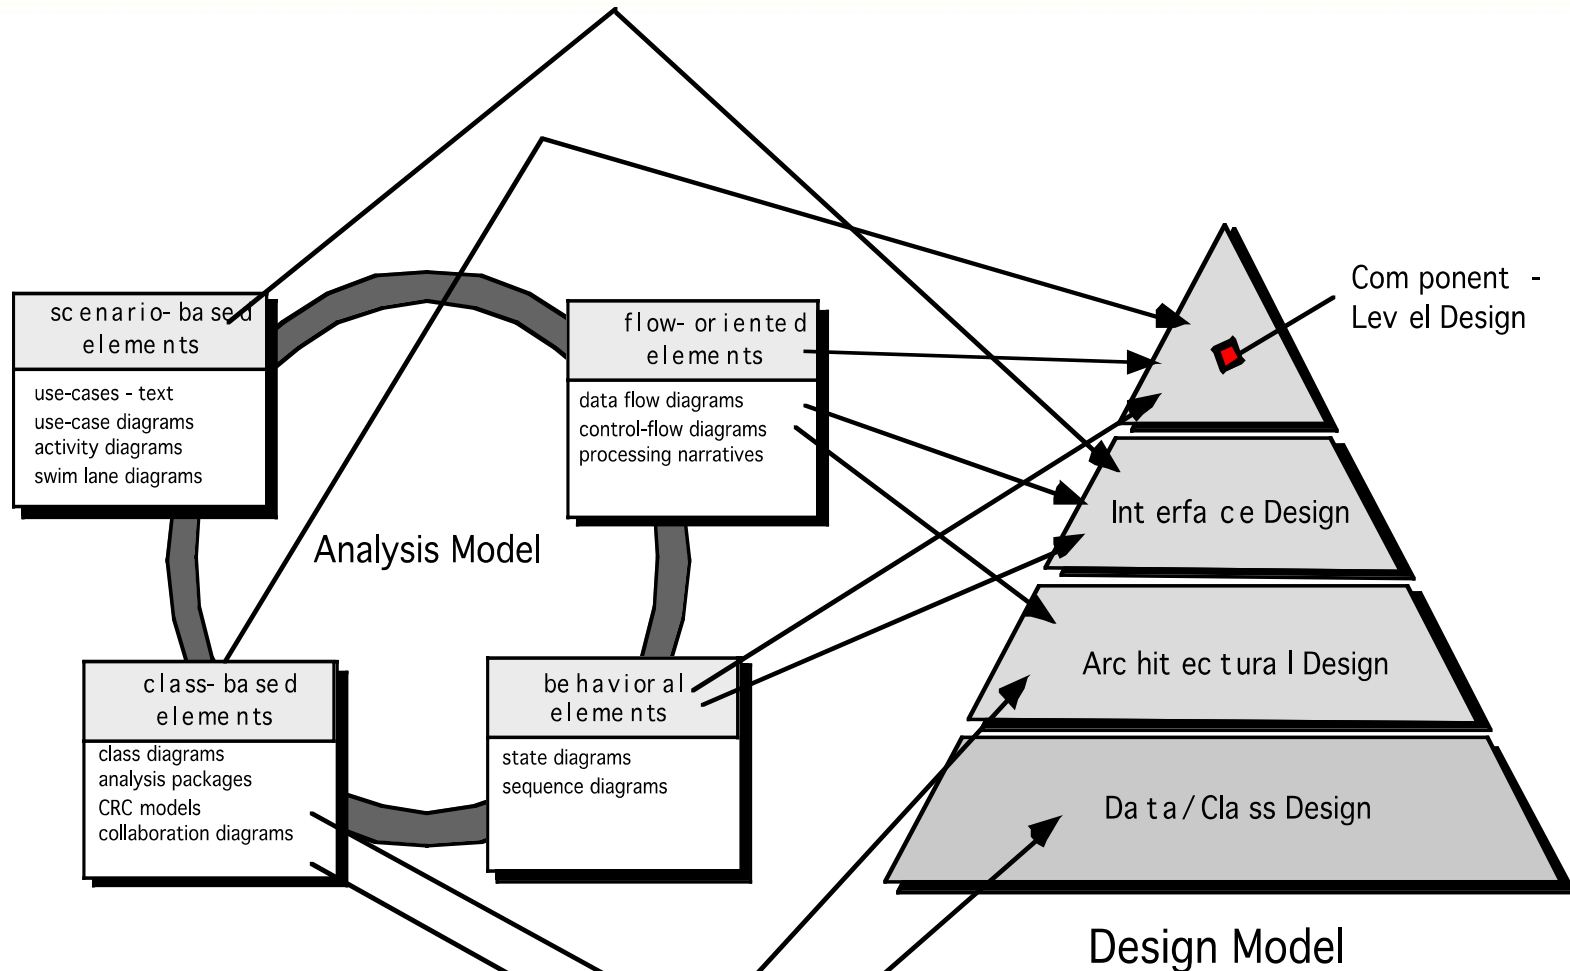 scenario-based
elements
use-cases - text
use-case diagrams
activity diagrams
swim lane diagrams
flow-oriented
elements
data flow diagrams
control-flow diagrams
processing narratives
Analysis Model
class-based
elements
class diagrams
analysis packages
CRC models
collaboration diagrams
behavioral
elements
state diagrams
sequence diagrams
Component -
Level Design
Interface Design
Architectural Design
Data/Class Design
Design Model